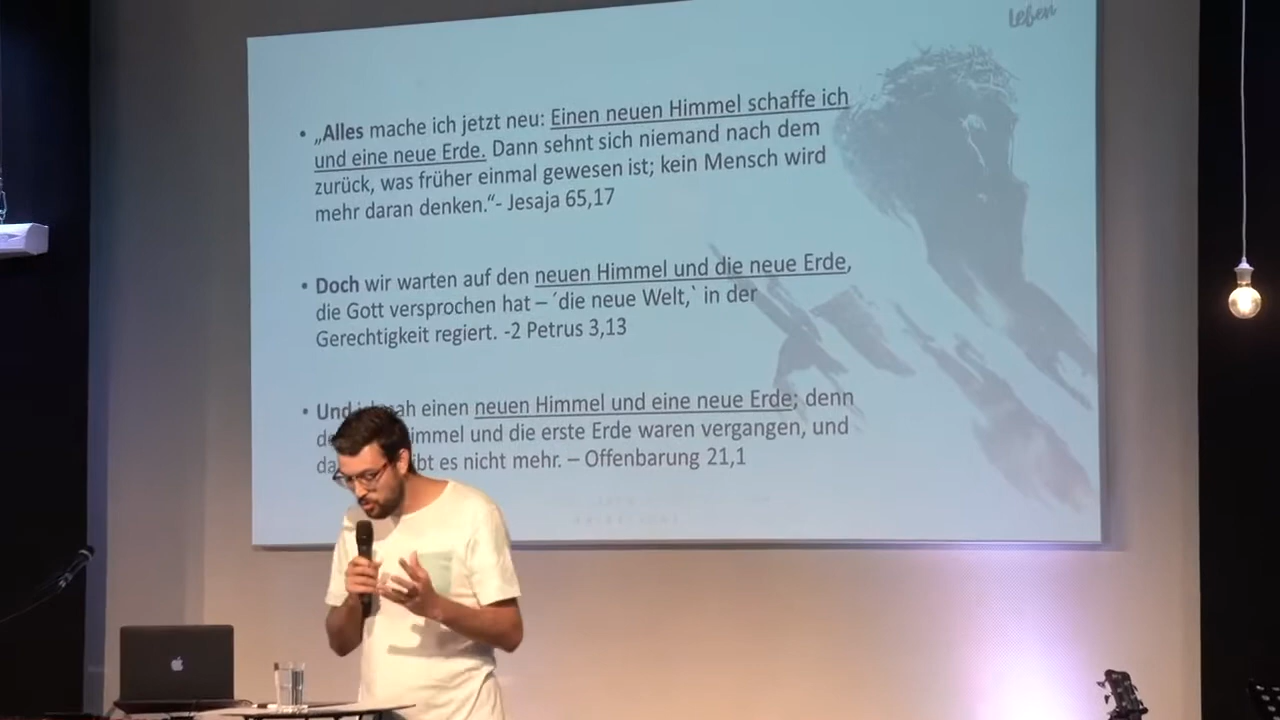 Leben
• „Alles mache ich jetzt neu: Einen neuen Himmel schaffe ich
und eine neue Erde. Dann sehnt sich niemand nach dem
zurück, was früher einmal gewesen ist; kein Mensch wird
mehr daran denken.“- Jesaja 65,17
• Doch wir warten auf den neuen Himmel und die neue Erde,
die Gott versprochen hat – ´die neue Welt,` in der
Gerechtigkeit regiert. -2 Petrus 3,13
• Und sah einen neuen Himmel und eine neue Erde; denn
Himmel und die erste Erde waren vergangen, und
es nicht mehr. – Offenbarung 21,1